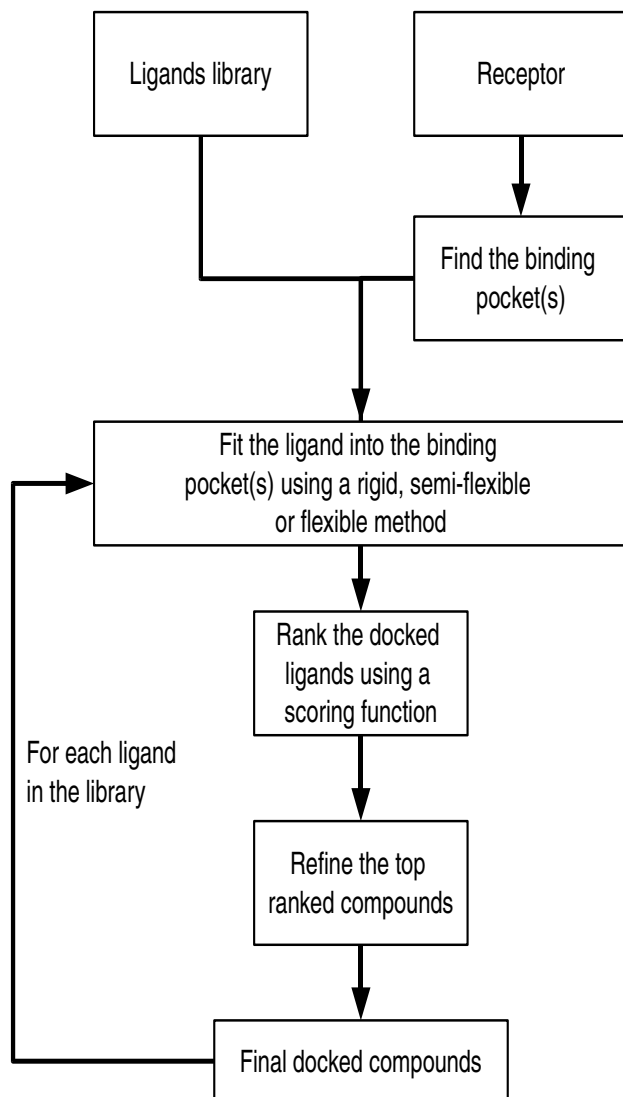 Ligands library
Receptor
Find the binding
pocket(s)
Fit the ligand into the binding
pocket(s) using a rigid, semi-flexible
or flexible method
Rank the docked
ligands using a
scoring function
For each ligand
in the library
Refine the top
ranked compounds
Final docked compounds